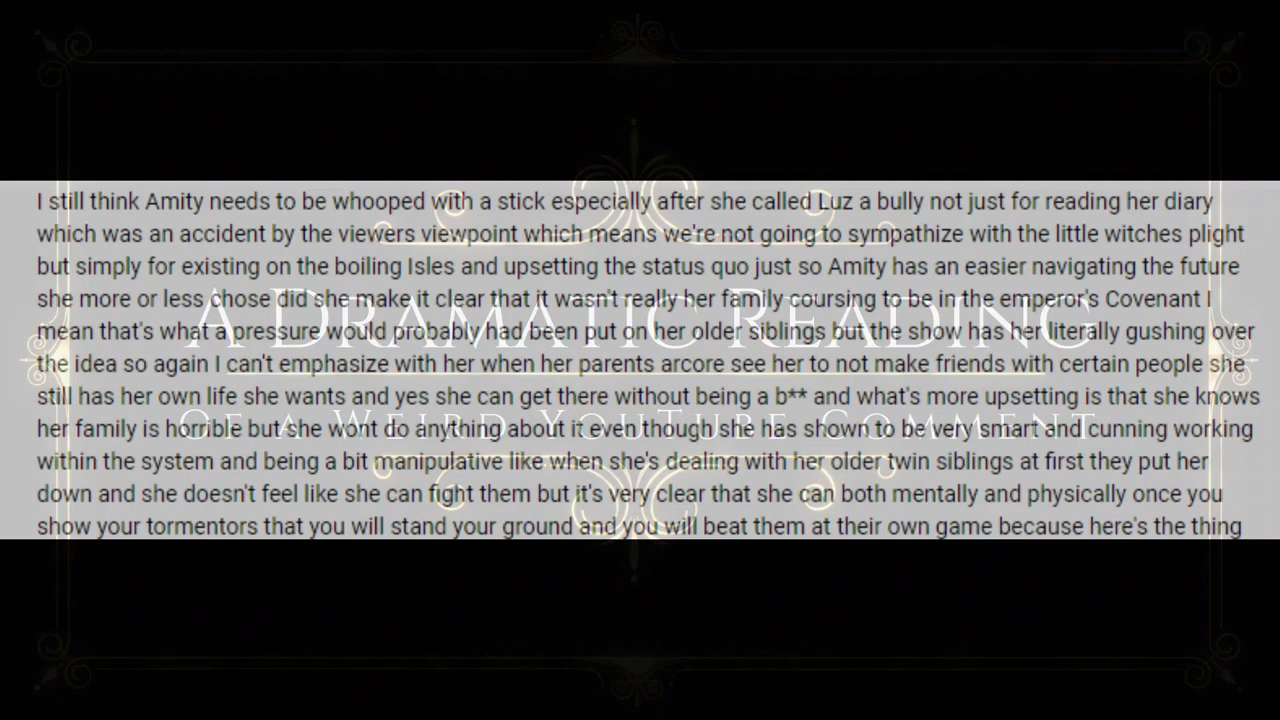 I still think Amity needs to be whooped with a stick especially after she called Luz a bully not just for reading her diary
which was an accident by the viewers viewpoint which means we're not going to sympathize with the little witches plight
but simply for existing on the boiling Isles and upsetting the status quo just so Amity has an easier navigating the future
she more or less chose did she make it clear that it wasn't really her family coursing to be in the emperor's Covenant I
A DRAMATIC READING
mean that's what a pressure would probably had been put on her older siblings but the show has her literally gushing over
the idea so again I can't emphasize with her when her parents arcore see her to not make friends with certain people she
still has her own life she wants and yes she can get there without being a b** and what's more upsetting is that she knows
OF A WEIRD YOUTUBE COMMENT
her family is horrible but she wont do anything about it even though she has shown to be very smart and cunning working
within the system and being a bit manipulative like when she's dealing with her older twin siblings at first they put her
down and she doesn't feel like she can fight them but it's very clear that she can both mentally and physically once you
show your tormentors that you will stand your ground and you will beat them at their own game because here's the thing